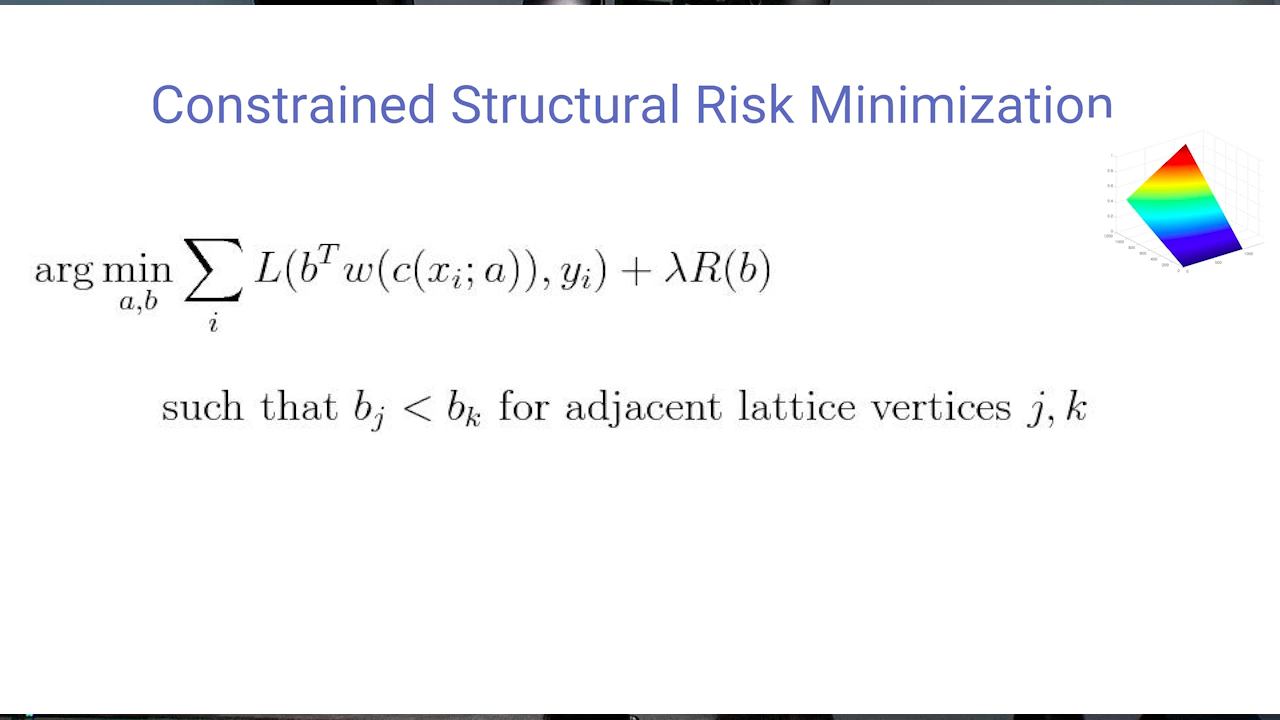 Constrained Structural Risk Minimization
arg min_{a,b} ∑_i L(b^T w(c(x_i; a)), y_i) + λR(b)
such that b_j < b_k for adjacent lattice vertices j, k